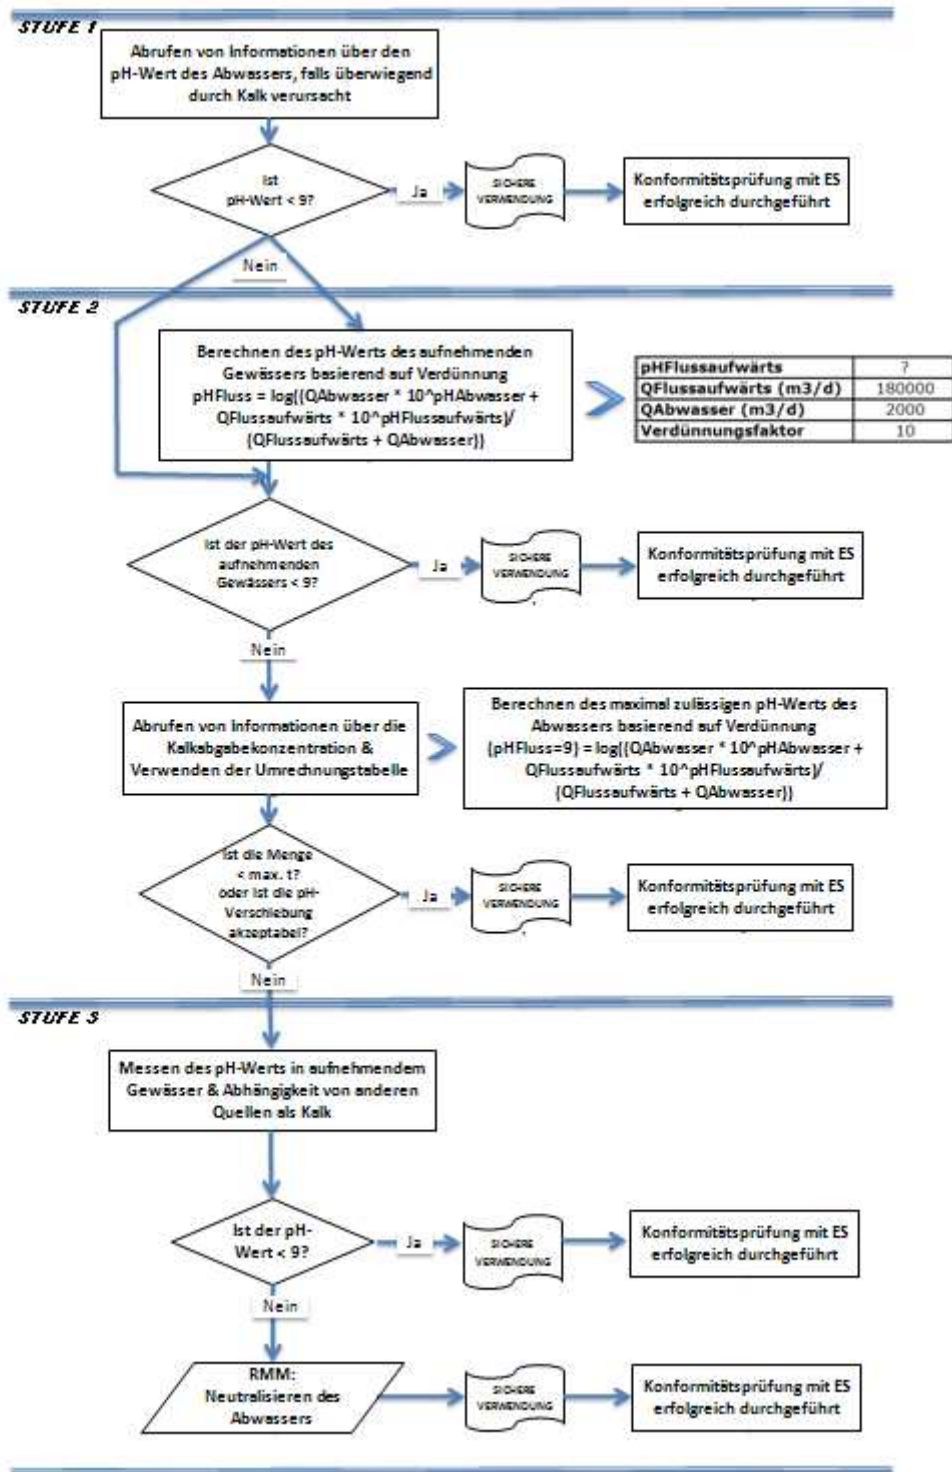 STUFE 1
Abrufen von Informationen über den
pH-Wert des Abwassers, falls überwiegend
durch Kalk verursacht
Ist
pH-Wert < 9?
Ja
SICHERE
VERWENDUNG
Konformitätsprüfung mit ES
erfolgreich durchgeführt
Nein
STUFE 2
Berechnen des pH-Werts des aufnehmenden
Gewässers basierend auf Verdünnung
pHFluss = log((QAbwasser * 10^pHAbwasser +
QFlussaufwärts * 10^pHFlussaufwärts)/
(QFlussaufwärts + QAbwasser))
pHFlussaufwärts ?
QFlussaufwärts (m3/d) 180000
QAbwasser (m3/d) 2000
Verdünnungsfaktor 10
Ist der pH-Wert des
aufnehmenden
Gewässers < 9?
Ja
SICHERE
VERWENDUNG
Konformitätsprüfung mit ES
erfolgreich durchgeführt
Nein
Abrufen von Informationen über die
Kalkabgabekonzentration &
Verwenden der Umrechnungstabelle
Berechnen des maximal zulässigen pH-Werts des
Abwassers basierend auf Verdünnung
(pHFluss=9) = log((QAbwasser * 10^pHAbwasser +
QFlussaufwärts * 10^pHFlussaufwärts)/
(QFlussaufwärts + QAbwasser))
Ist die Menge
< max. t?
oder ist die pH-
Verschiebung
akzeptabel?
Ja
SICHERE
VERWENDUNG
Konformitätsprüfung mit ES
erfolgreich durchgeführt
Nein
STUFE 3
Messen des pH-Werts in aufnehmendem
Gewässer & Abhängigkeit von anderen
Quellen als Kalk
Ist der pH-
Wert < 9?
Ja
SICHERE
VERWENDUNG
Konformitätsprüfung mit ES
erfolgreich durchgeführt
Nein
RMM:
Neutralisieren des
Abwassers
SICHERE
VERWENDUNG
Konformitätsprüfung mit ES
erfolgreich durchgeführt